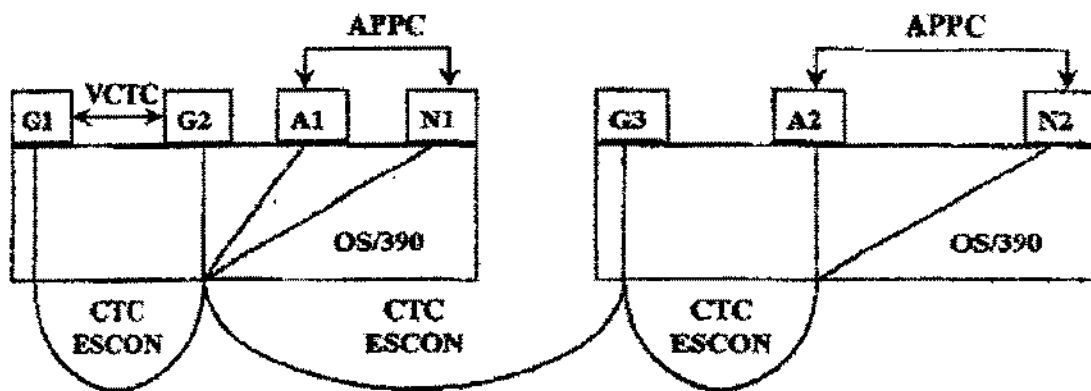 APPC APPC
G1 VCTC G2 A1 N1 G3 A2 N2
OS/390 OS/390
CTC CTC CTC
ESCON ESCON ESCON